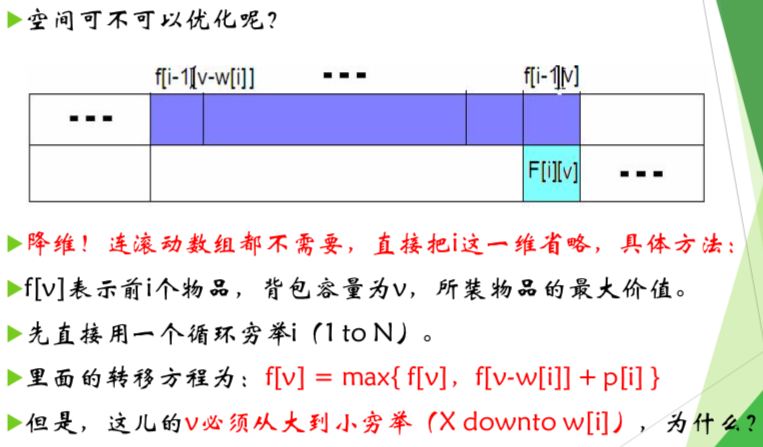 空间可不可以优化呢?
f[i-1][v-w[i]] --- f[i-1][v]
---
F[i][v] ---
降维！连滚动数组都不需要，直接把i这一维省略，具体方法：
f[v]表示前i个物品，背包容量为v，所装物品的最大价值。
先直接用一个循环穷举i（1 to N）。
里面的转移方程为：f[v] = max{ f[v]，f[v-w[i]] + p[i] }
但是，这儿的v必须从大到小穷举（X downto w[i]），为什么?